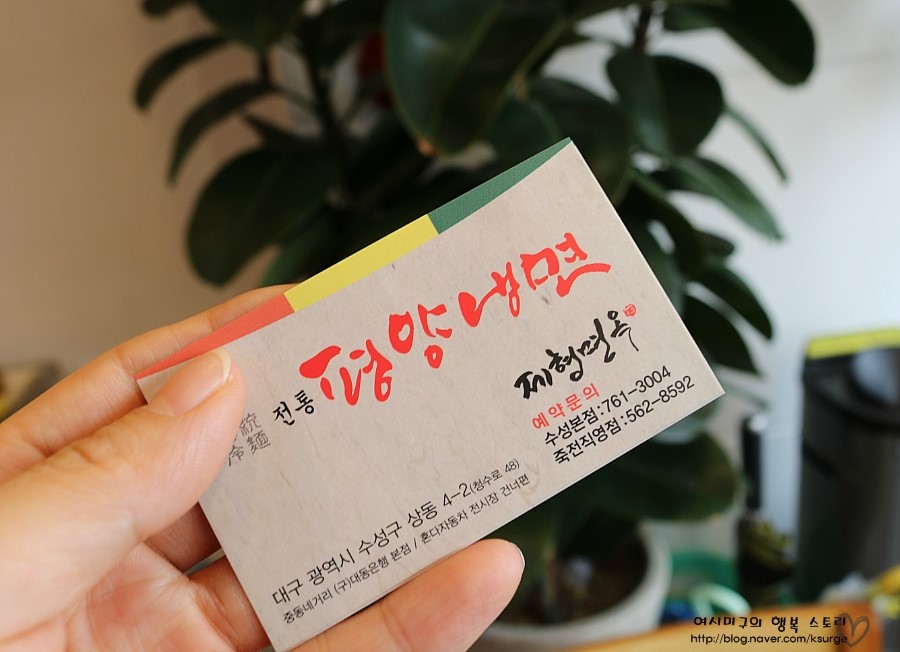 전통 평양냉면
統
冷麵
제형면옥
예약문의
수성본점:761-3004
죽전직영점:562-8592
대구 광역시 수성구 상동 4-2(청수로 48)
중동네거리 (구)대동은행 본점 / 혼다자동차 전시장 건너편
여시미구의 행복 스토리
http://blog.naver.com/ksurge